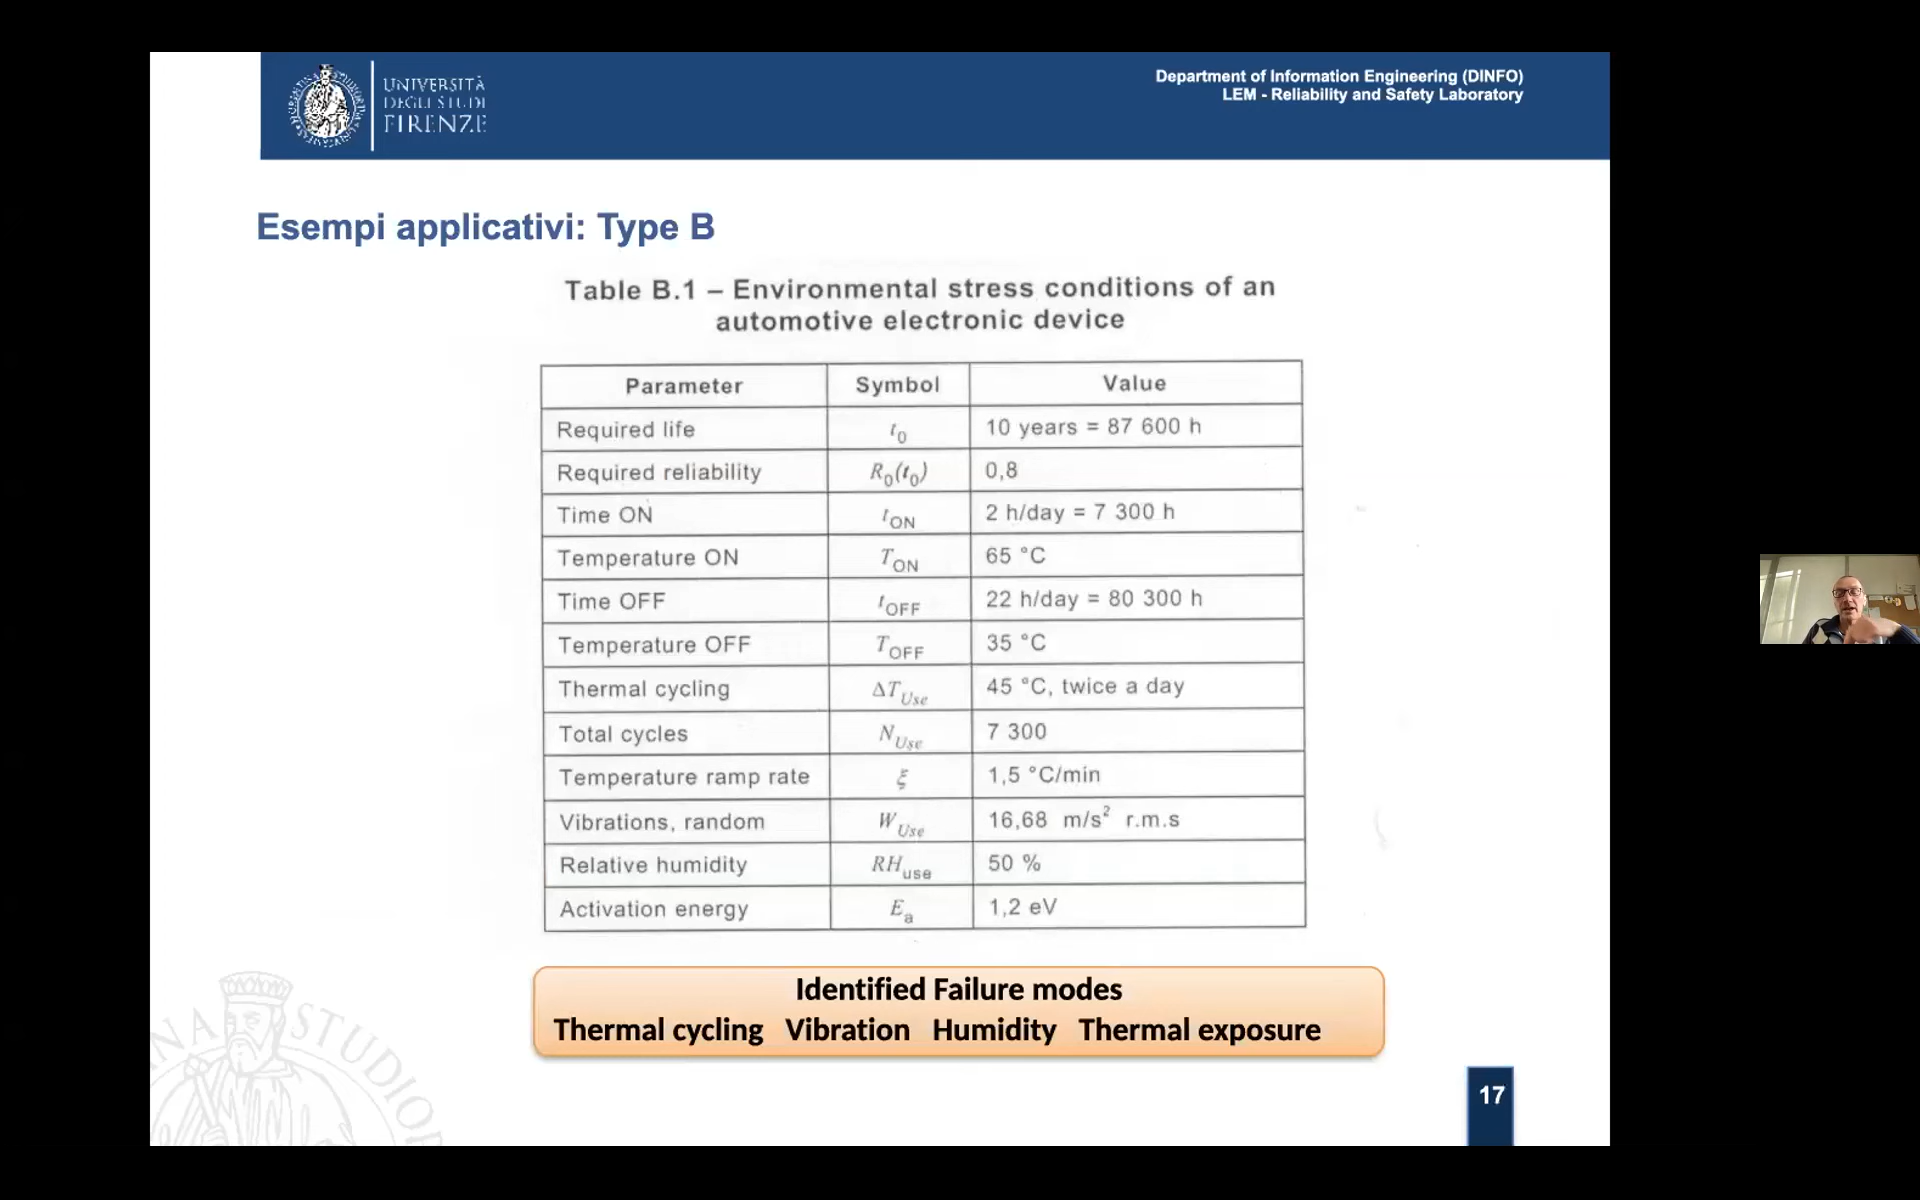 UNIVERSITÀ
DEGLI STUDI
FIRENZE
Department of Information Engineering (DINFO)
LEM - Reliability and Safety Laboratory
Esempi applicativi: Type B
Table B.1 – Environmental stress conditions of an
automotive electronic device
Parameter Symbol Value
Required life t0 10 years = 87 600 h
Required reliability R0(t0) 0,8
Time ON tON 2 h/day = 7 300 h
Temperature ON TON 65 °C
Time OFF tOFF 22 h/day = 80 300 h
Temperature OFF TOFF 35 °C
Thermal cycling ΔTUse 45 °C, twice a day
Total cycles NUse 7 300
Temperature ramp rate ξ 1,5 °C/min
Vibrations, random WUse 16,68 m/s² r.m.s
Relative humidity RHuse 50 %
Activation energy Ea 1,2 eV
Identified Failure modes
Thermal cycling Vibration Humidity Thermal exposure
17